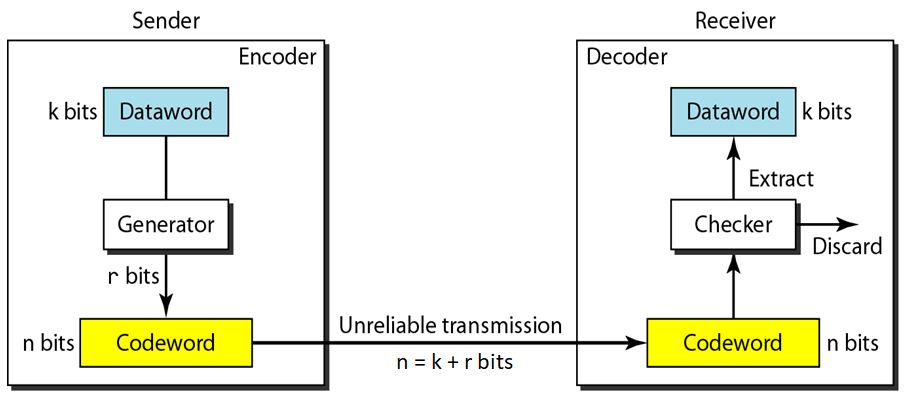 Sender
Receiver
Encoder
Decoder
k bits
Dataword
Dataword
k bits
Extract
Generator
Checker
Discard
r bits
Unreliable transmission
n bits
Codeword
Codeword
n bits
n = k + r bits